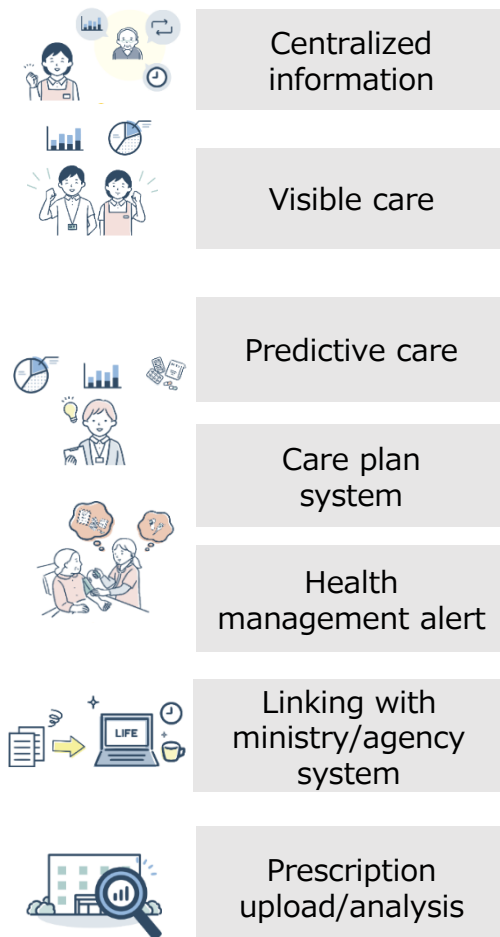 Centralized
information
Visible care
Predictive care
Care plan
system
Health
management alert
LIFE
Linking with
ministry/agency
system
Prescription
upload/analysis